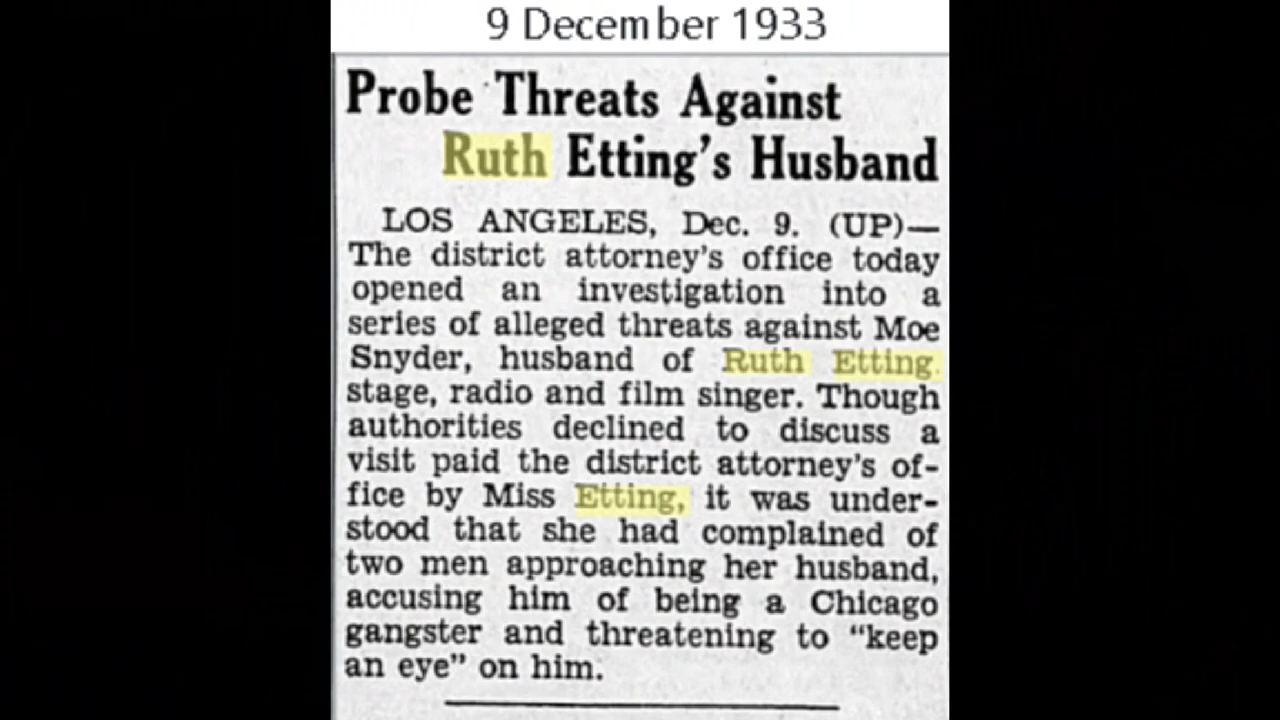 9 December 1933
Probe Threats Against
Ruth Etting's Husband
LOS ANGELES, Dec. 9. (UP)—
The district attorney's office today
opened an investigation into a
series of alleged threats against Moe
Snyder, husband of Ruth Etting.
stage, radio and film singer. Though
authorities declined to discuss a
visit paid the district attorney's of-
fice by Miss Etting, it was under-
stood that she had complained of
two men approaching her husband,
accusing him of being a Chicago
gangster and threatening to “keep
an eye” on him.